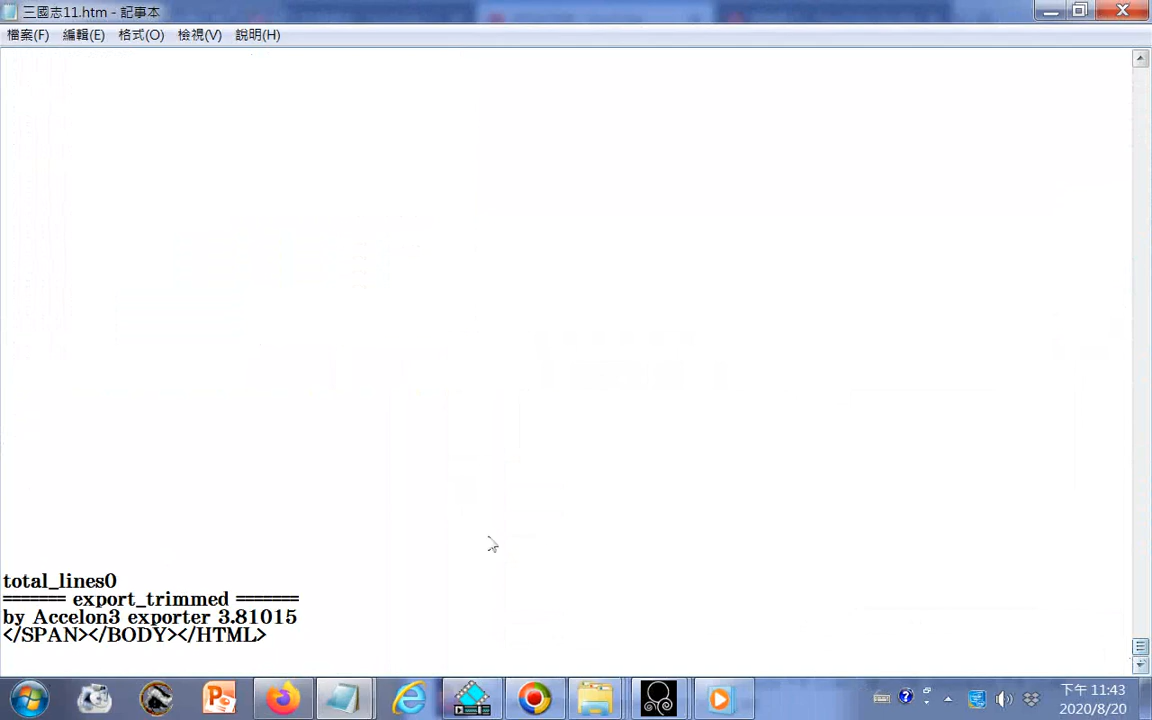 三國志11.htm - 記事本
檔案(F) 編輯(E) 格式(O) 檢視(V) 說明(H)
total_lines0
======= export_trimmed =======
by Accelon3 exporter 3.81015
</SPAN></BODY></HTML>
下午 11:43
2020/8/20